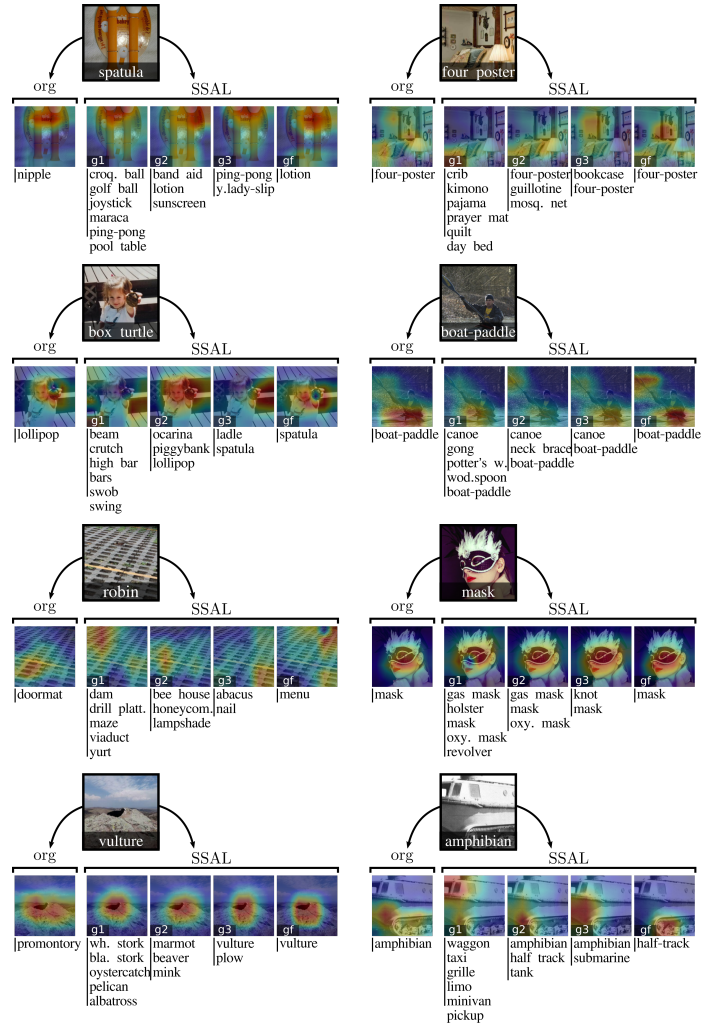 spatula
org
SSAL
g1
g2
g3
gf
nipple
croq. ball
golf ball
joystick
maraca
ping-pong
pool table
band aid
lotion
sunscreen
ping-pong
y.lady-slip
lotion
four poster
org
SSAL
g1
g2
g3
gf
four-poster
crib
kimono
pajama
prayer mat
quilt
day bed
four-poster
guillotine
mosq. net
bookcase
four-poster
four-poster
box turtle
org
SSAL
g1
g2
g3
gf
lollipop
beam
crutch
high bar
bars
swob
swing
ocarina
piggybank
lollipop
ladle
spatula
spatula
boat-paddle
org
SSAL
g1
g2
g3
gf
boat-paddle
canoe
gong
potter's w.
wod.spoon
boat-paddle
canoe
neck brace
boat-paddle
canoe
boat-paddle
boat-paddle
robin
org
SSAL
g1
g2
g3
gf
doormat
dam
drill platt.
maze
viaduct
yurt
bee house
honeycom.
lampshade
abacus
nail
menu
mask
org
SSAL
g1
g2
g3
gf
mask
gas mask
holster
mask
oxy. mask
revolver
gas mask
mask
oxy. mask
knot
mask
mask
vulture
org
SSAL
g1
g2
g3
gf
promontory
wh. stork
bla. stork
oystercatch
pelican
albatross
marmot
beaver
mink
vulture
plow
vulture
amphibian
org
SSAL
g1
g2
g3
gf
amphibian
waggon
taxi
grille
limo
minivan
pickup
amphibian
half track
tank
amphibian
submarine
half-track